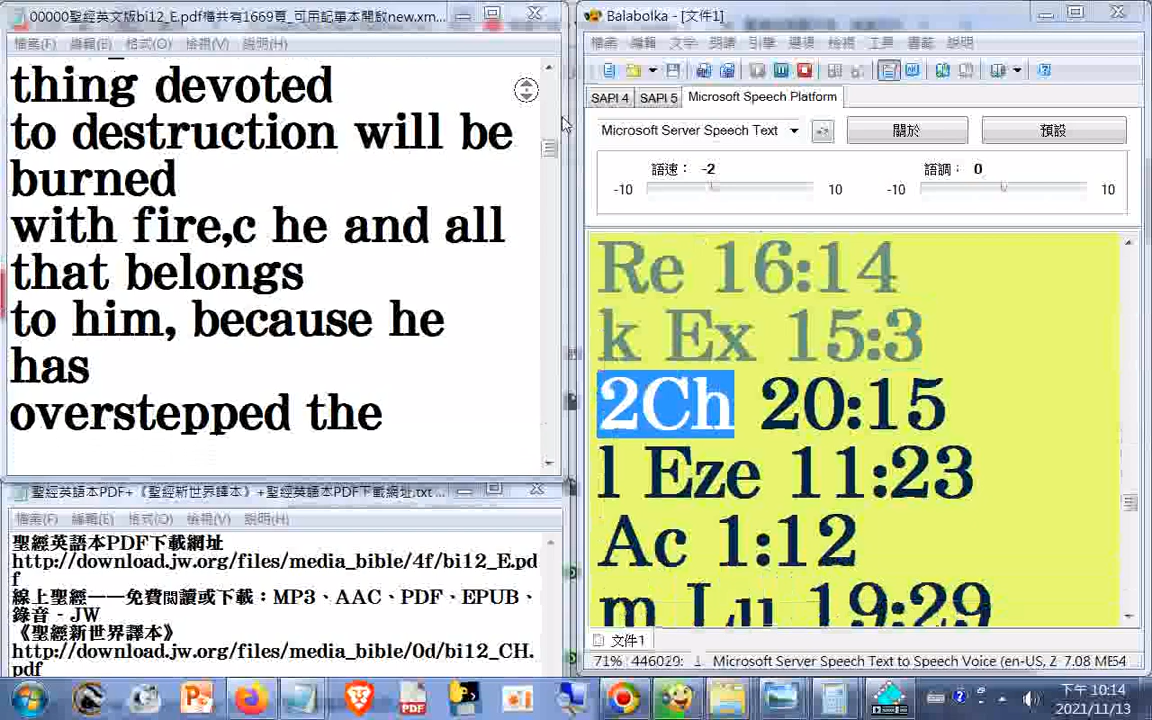 00000聖經英文版bi12_E.pdf檔共有1669頁_可用記事本開啟new.xm...
檔案(F) 編輯(E) 格式(O) 檢視(V) 說明(H)
thing devoted
to destruction will be
burned
with fire,c he and all
that belongs
to him, because he
has
overstepped the
聖經英語本PDF+《聖經新世界譯本》+聖經英語本PDF下載網址.txt ...
檔案(F) 編輯(E) 格式(O) 檢視(V) 說明(H)
聖經英語本PDF下載網址
http://download.jw.org/files/media_bible/4f/bi12_E.pd
f
線上聖經——免費閱讀或下載：MP3、AAC、PDF、EPUB、
錄音 - JW
《聖經新世界譯本》
http://download.jw.org/files/media_bible/0d/bi12_CH.
pdf
Balabolka - [文件1]
檔案 編輯 文字 朗讀 引擎 選項 檢視 工具 書籤 說明
SAPI 4 SAPI 5 Microsoft Speech Platform
Microsoft Server Speech Text 關於 預設
語速： -2 語調： 0
-10 10 -10 10
Re 16:14
k Ex 15:3
2Ch 20:15
l Eze 11:23
Ac 1:12
m Lu 19:29
文件1
71% 446029: 1 Microsoft Server Speech Text to Speech Voice (en-US, Z 7.08 ME54
PDF
下午 10:14
2021/11/13